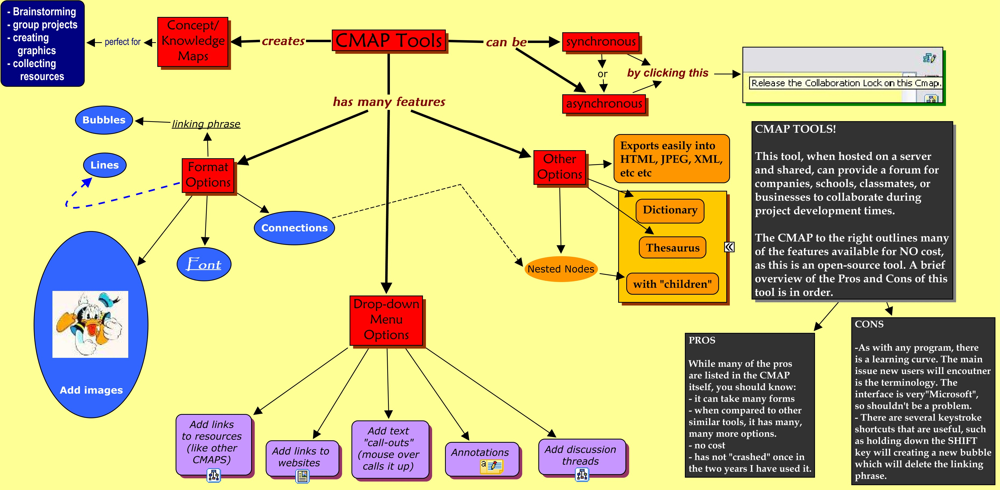 - Brainstorming
- group projects
- creating
graphics
- collecting
resources
perfect for
Concept/
Knowledge
Maps
creates
CMAP Tools
can be
synchronous
or
by clicking this
asynchronous
Release the Collaboration Lock on this Cmap.
has many features
Bubbles
linking phrase
Lines
Format
Options
Connections
Font
Add images
Other
Options
Exports easily into
HTML, JPEG, XML,
etc etc
Dictionary
Thesaurus
Nested Nodes
with "children"
Drop-down
Menu
Options
Add links
to resources
(like other
CMAPS)
Add links to
websites
Add text
"call-outs"
(mouse over
calls it up)
Annotations
a
Add discussion
threads
CMAP TOOLS!
This tool, when hosted on a server
and shared, can provide a forum for
companies, schools, classmates, or
businesses to collaborate during
project development times.
The CMAP to the right outlines many
of the features available for NO cost,
as this is an open-source tool. A brief
overview of the Pros and Cons of this
tool is in order.
PROS
While many of the pros
are listed in the CMAP
itself, you should know:
- it can take many forms
- when compared to other
similar tools, it has many,
many more options.
- no cost
- has not "crashed" once in
the two years I have used it.
CONS
-As with any program, there
is a learning curve. The main
issue new users will encoutner
is the terminology. The
interface is very"Microsoft",
so shouldn't be a problem.
- There are several keystroke
shortcuts that are useful, such
as holding down the SHIFT
key will creating a new bubble
which will delete the linking
phrase.